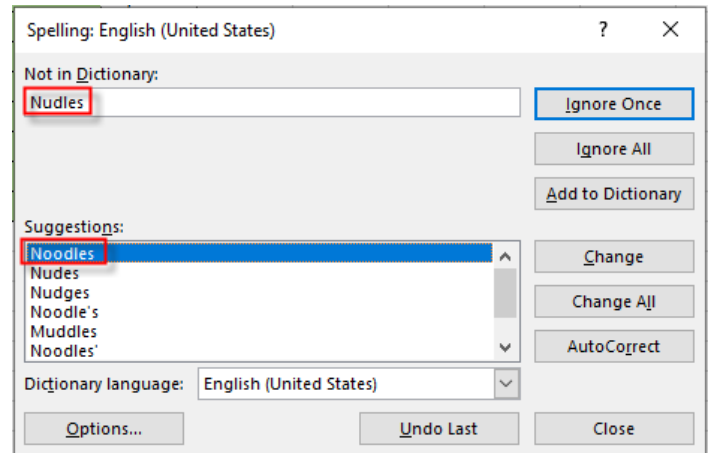 Spelling: English (United States) ?
Not in Dictionary:
Nudles
Ignore Once
Ignore All
Add to Dictionary
Suggestions:
Noodles
Nudes
Nudges
Noodle's
Muddles
Noodles'
Change
Change All
AutoCorrect
Dictionary language: English (United States)
Options... Undo Last Close